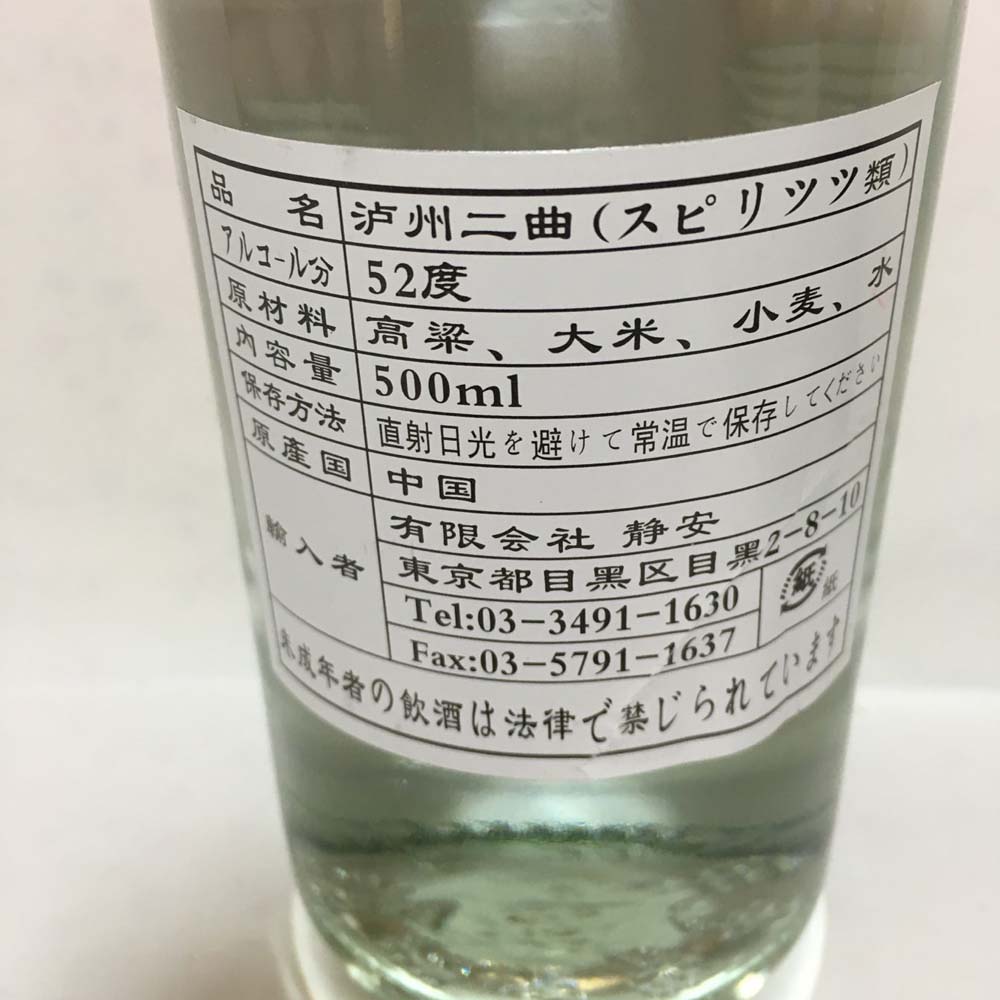 品名 泸州二曲(スピリツツ類)
アルコール分 52度
原材料 高粱、大米、小麦、水
内容量 500ml
保存方法 直射日光を避けて常温で保存してください
原産国 中国
輸入者 有限会社 静安
東京都目黑区目黑2-8-10
Tel:03-3491-1630
Fax:03-5791-1637
紙 紙
未成年者の飲酒は法律で禁じられています